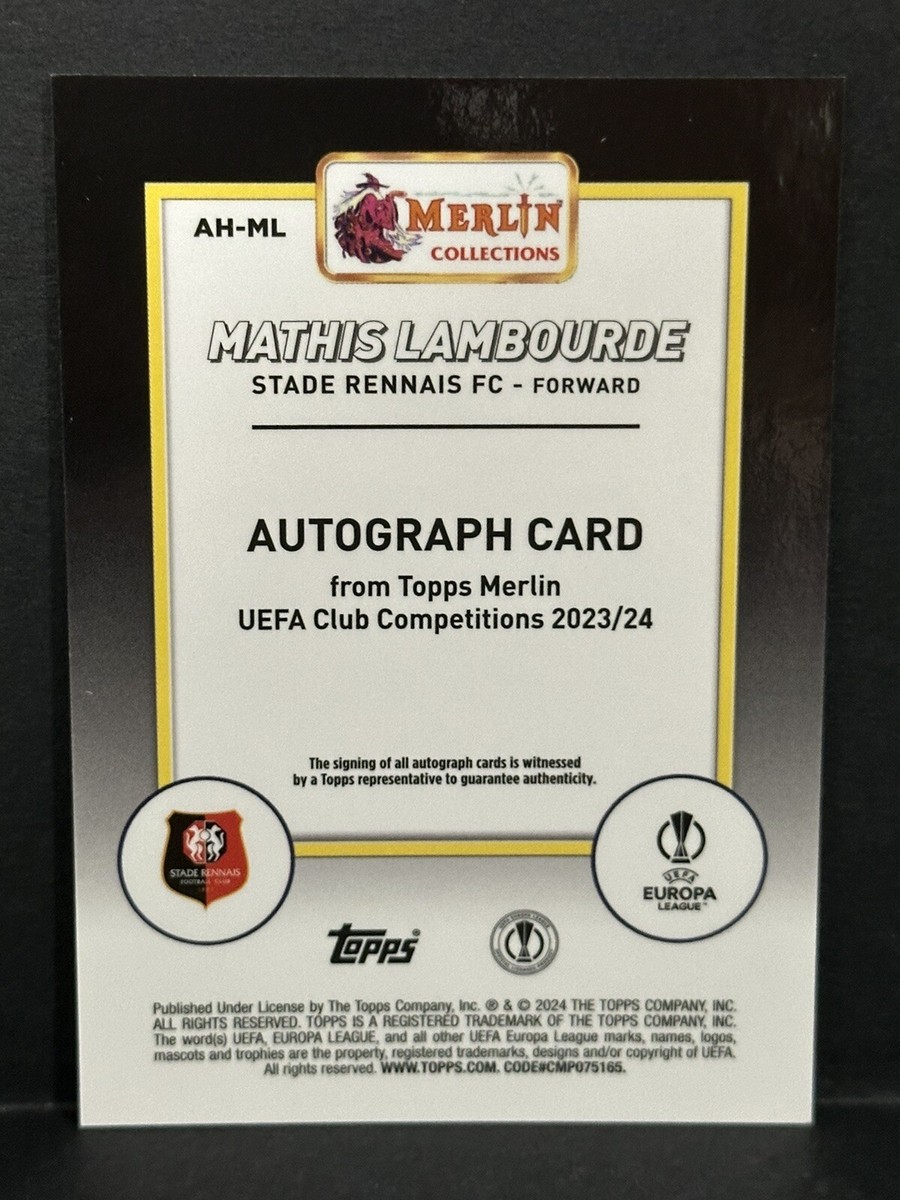 AH-ML
MERLIN™
COLLECTIONS
MATHIS LAMBOURDE
STADE RENNAIS FC - FORWARD
AUTOGRAPH CARD
from Topps Merlin
UEFA Club Competitions 2023/24
The signing of all autograph cards is witnessed
by a Topps representative to guarantee authenticity.
STADE RENNAIS
FOOTBALL CLUB
UEFA
EUROPA
LEAGUE™
topps®
Published Under License by The Topps Company, Inc. ® & © 2024 THE TOPPS COMPANY, INC.
ALL RIGHTS RESERVED. TOPPS IS A REGISTERED TRADEMARK OF THE TOPPS COMPANY, INC.
The word(s) UEFA, EUROPA LEAGUE, and all other UEFA Europa League marks, names, logos,
mascots and trophies are the property, registered trademarks, designs and/or copyright of UEFA.
All rights reserved. WWW.TOPPS.COM. CODE#CMP075165.